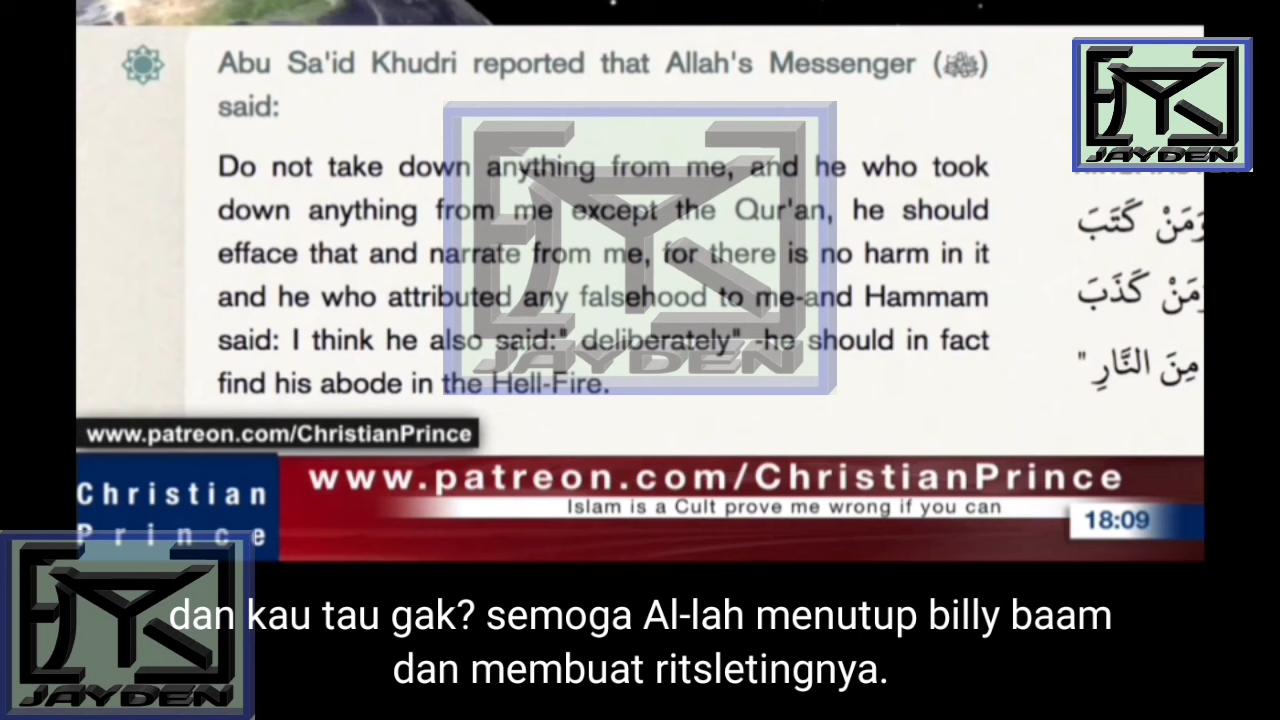 Abu Sa'id Khudri reported that Allah's Messenger (ﷺ)
said:
JAYDEN
Do not take down anything from me, and he who took
down anything from me except the Qur'an, he should
efface that and narrate from me, for there is no harm in it
and he who attributed any falsehood to me-and Hammam
said: I think he also said:" deliberately" -he should in fact
find his abode in the Hell-Fire.
JAYDEN
وَمَنْ كَتَبَ
مَنْ كَذَبَ
مِنَ النَّارِ "
www.patreon.com/ChristianPrince
Christian
Prince
www.patreon.com/ChristianPrince
Islam is a Cult prove me wrong if you can
18:09
dan kau tau gak? semoga Al-lah menutup billy baam
dan membuat ritsletingnya.
JAYDEN